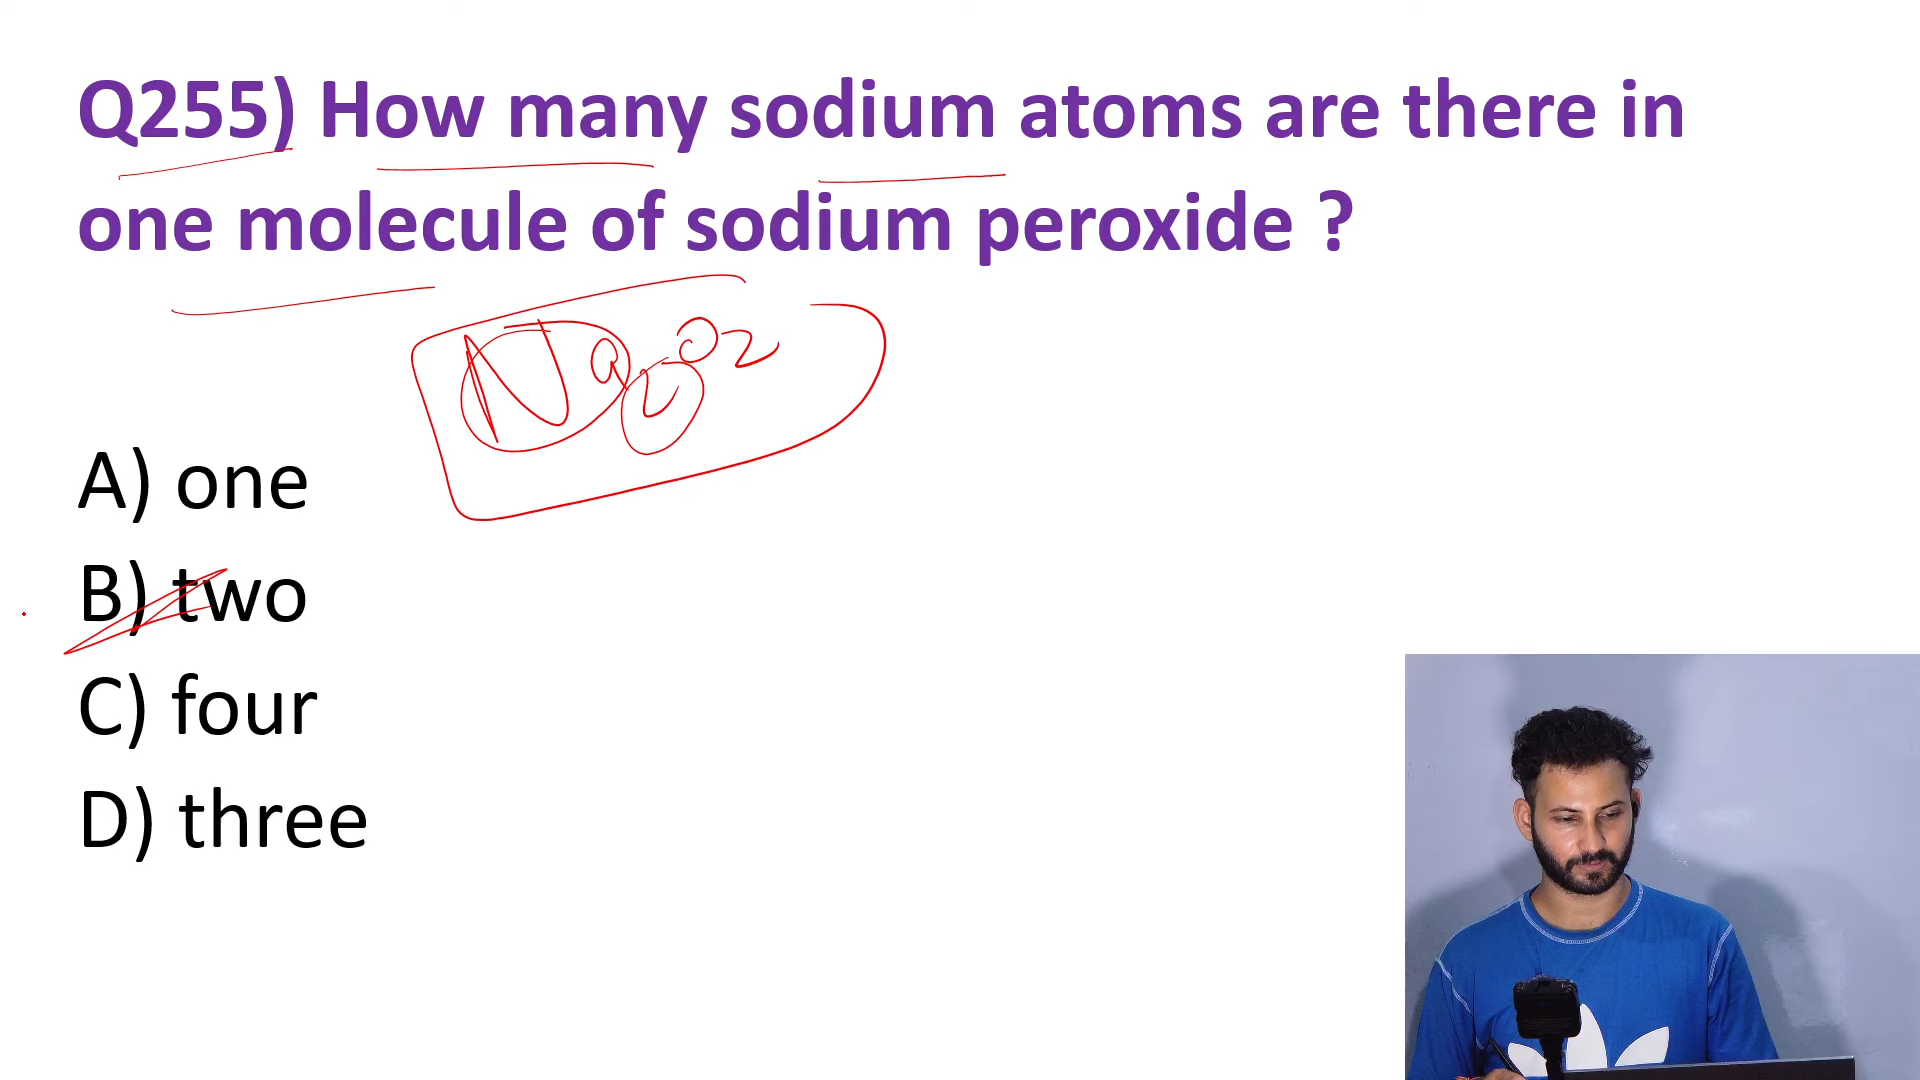 Q255) How many sodium atoms are there in
one molecule of sodium peroxide ?
Na2O2
A) one
B) two
C) four
D) three